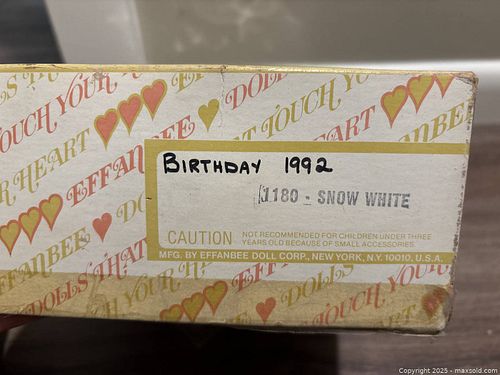 DOLLS THAT TOUCH YOUR HEART
EFFANBEE
BIRTHDAY 1992
1180 - SNOW WHITE
CAUTION NOT RECOMMENDED FOR CHILDREN UNDER THREE
YEARS OLD BECAUSE OF SMALL ACCESSORIES
MFG. BY EFFANBEE DOLL CORP., NEW YORK, N.Y. 10010, U.S.A.
Copyright © 2025 - maxsold.com